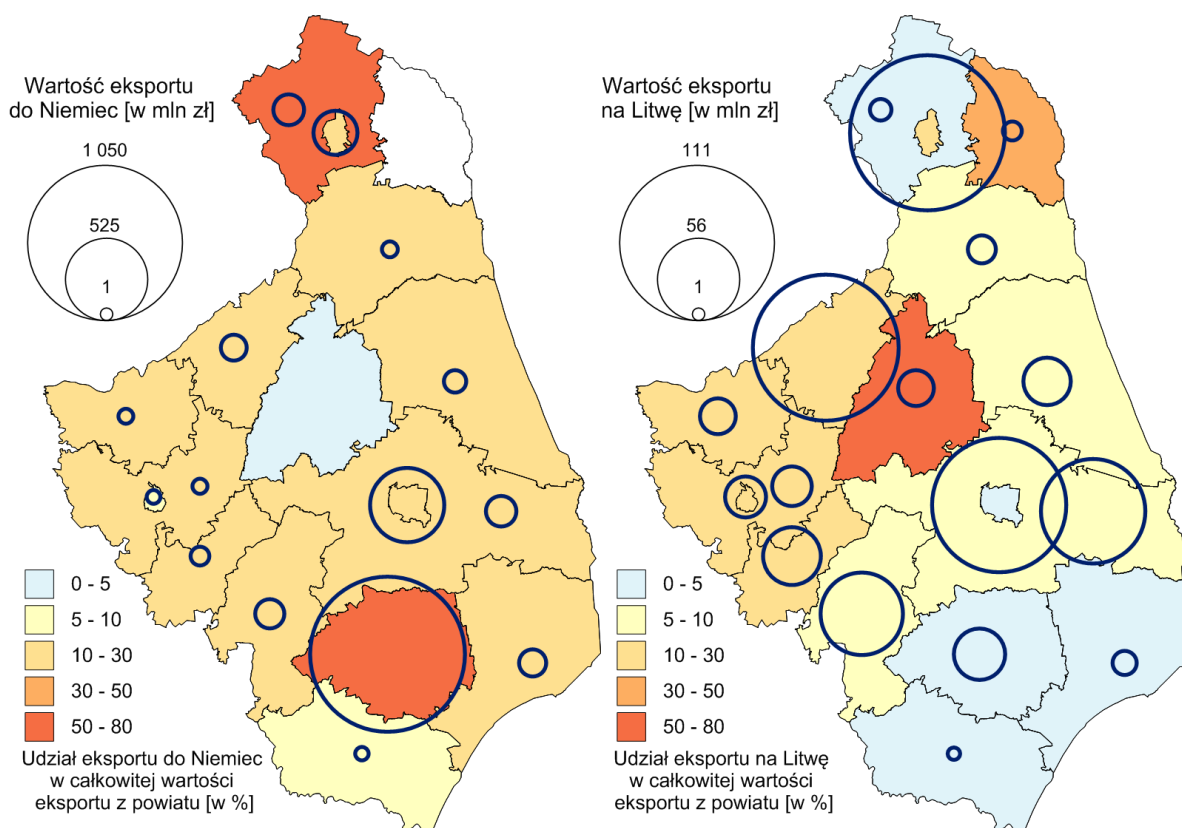 Wartość eksportu
do Niemiec [w mln zł]
1 050
525
1
0 - 5
5 - 10
10 - 30
30 - 50
50 - 80
Udział eksportu do Niemiec
w całkowitej wartości
eksportu z powiatu [w %]
Wartość eksportu
na Litwę [w mln zł]
111
56
1
0 - 5
5 - 10
10 - 30
30 - 50
50 - 80
Udział eksportu na Litwę
w całkowitej wartości
eksportu z powiatu [w %]